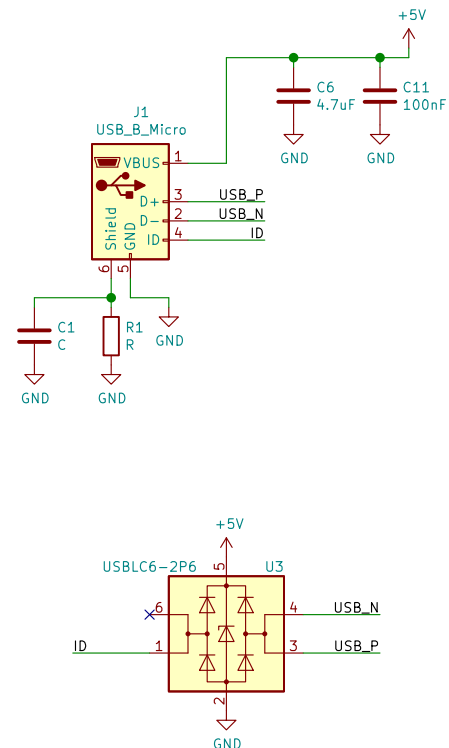 +5V
C6
4.7uF
C11
100nF
GND
GND
J1
USB_B_Micro
VBUS
1
D+
3
USB_P
D-
2
USB_N
ID
4
ID
Shield
GND
6
5
C1
C
R1
R
GND
GND
GND
+5V
USBLC6-2P6
5
U3
6
4
USB_N
ID
1
3
USB_P
2
GND